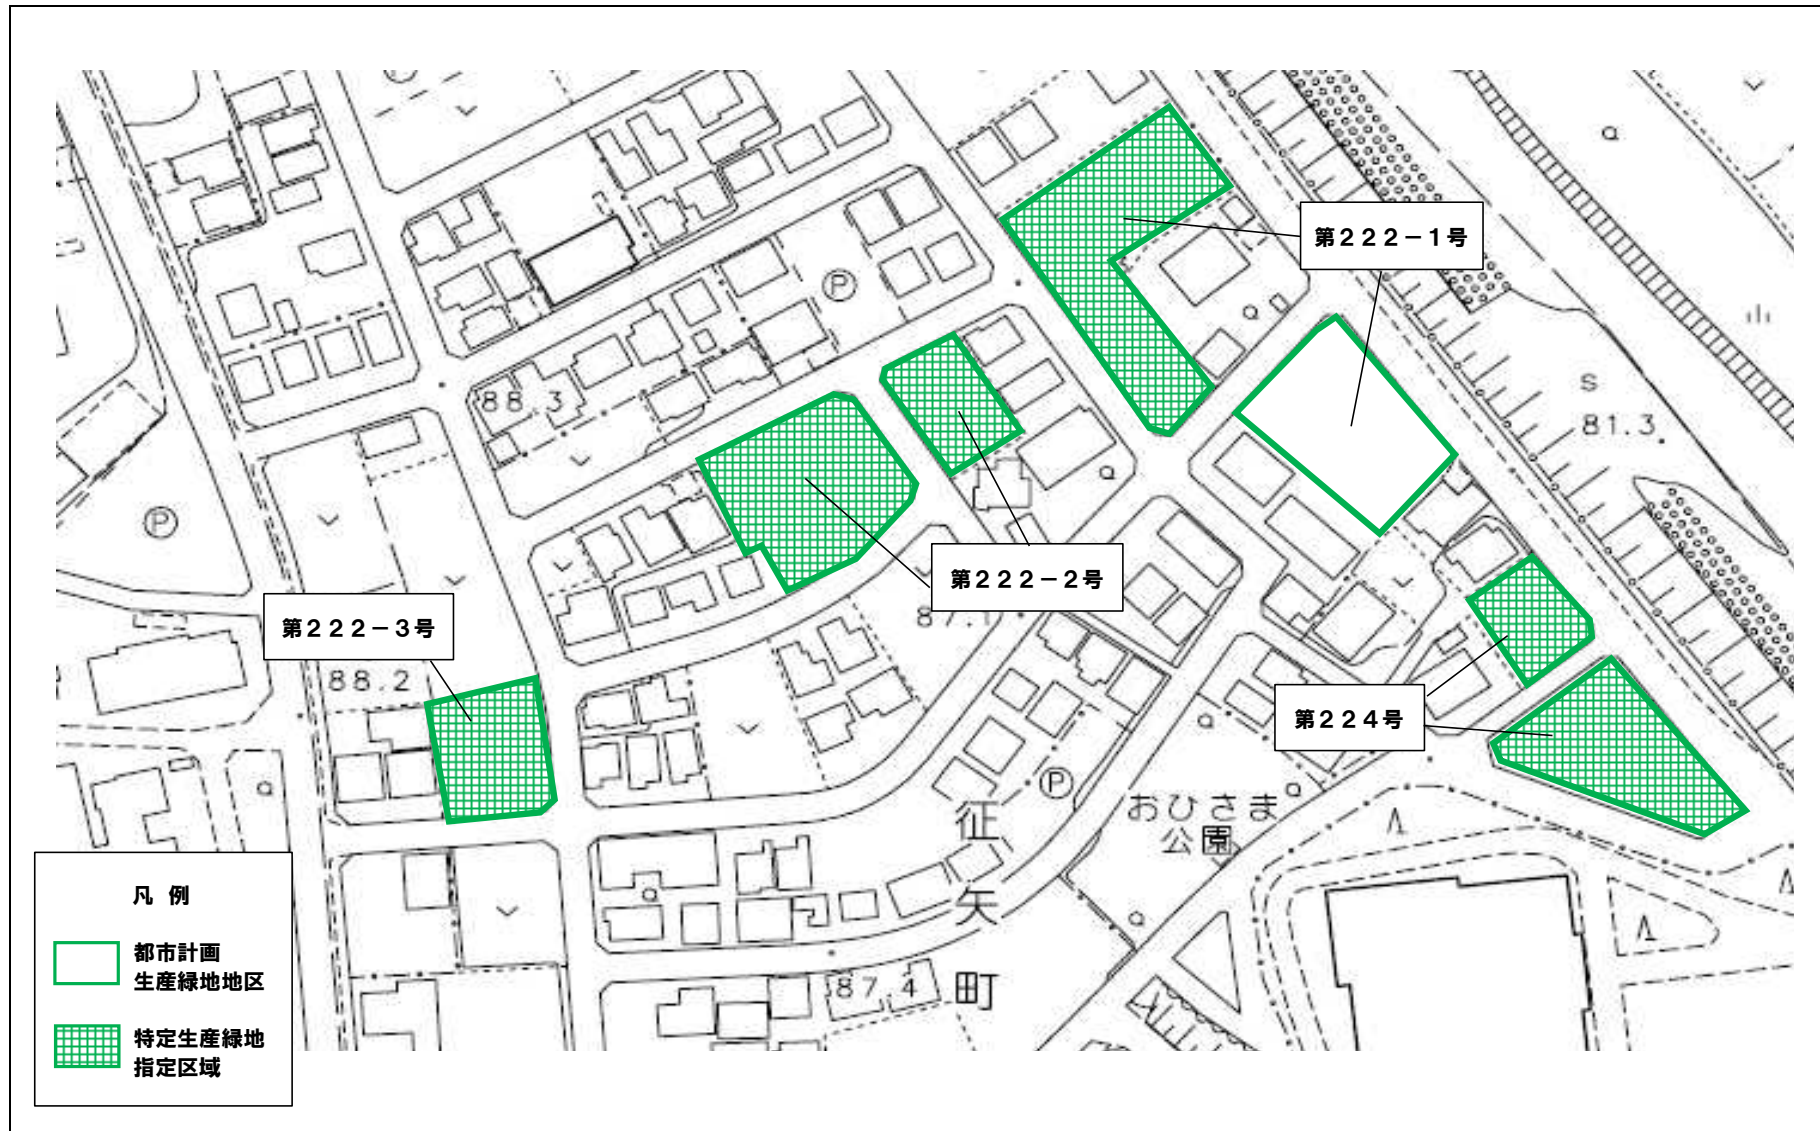 第222-1号
88.3
S
81.3.
第222-2号
87.1
第222-3号
88.2
第224号
おひさま
公園
征
矢
町
87.4
凡 例
都市計画
生産緑地地区
特定生産緑地
指定区域
P
P
P